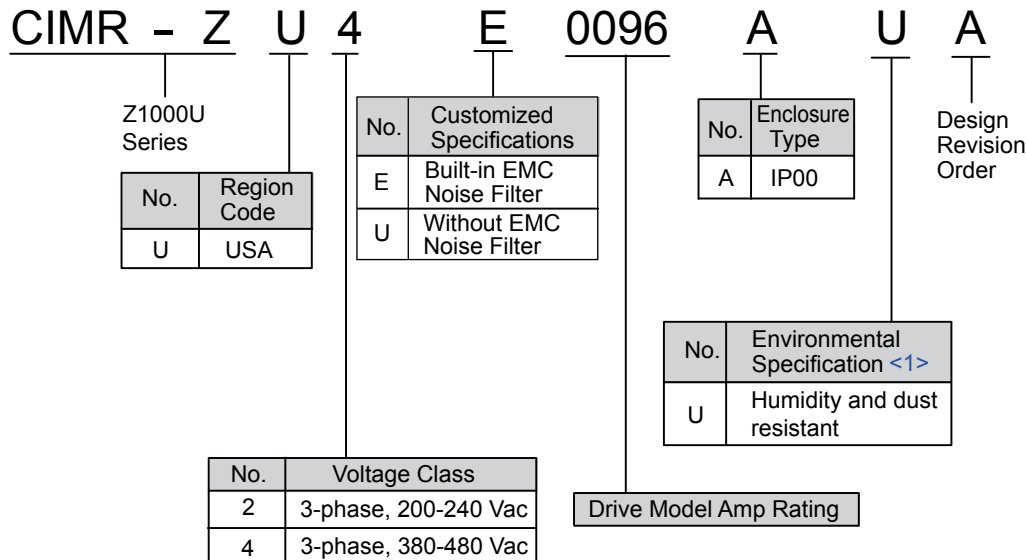 CIMR - Z U 4 E 0096 A U A
Z1000U
Series
No. Region
Code
U USA
No. Customized
Specifications
E Built-in EMC
Noise Filter
U Without EMC
Noise Filter
No. Enclosure
Type
A IP00
Design
Revision
Order
No. Environmental
Specification <1>
U Humidity and dust
resistant
No. Voltage Class
2 3-phase, 200-240 Vac
4 3-phase, 380-480 Vac
Drive Model Amp Rating